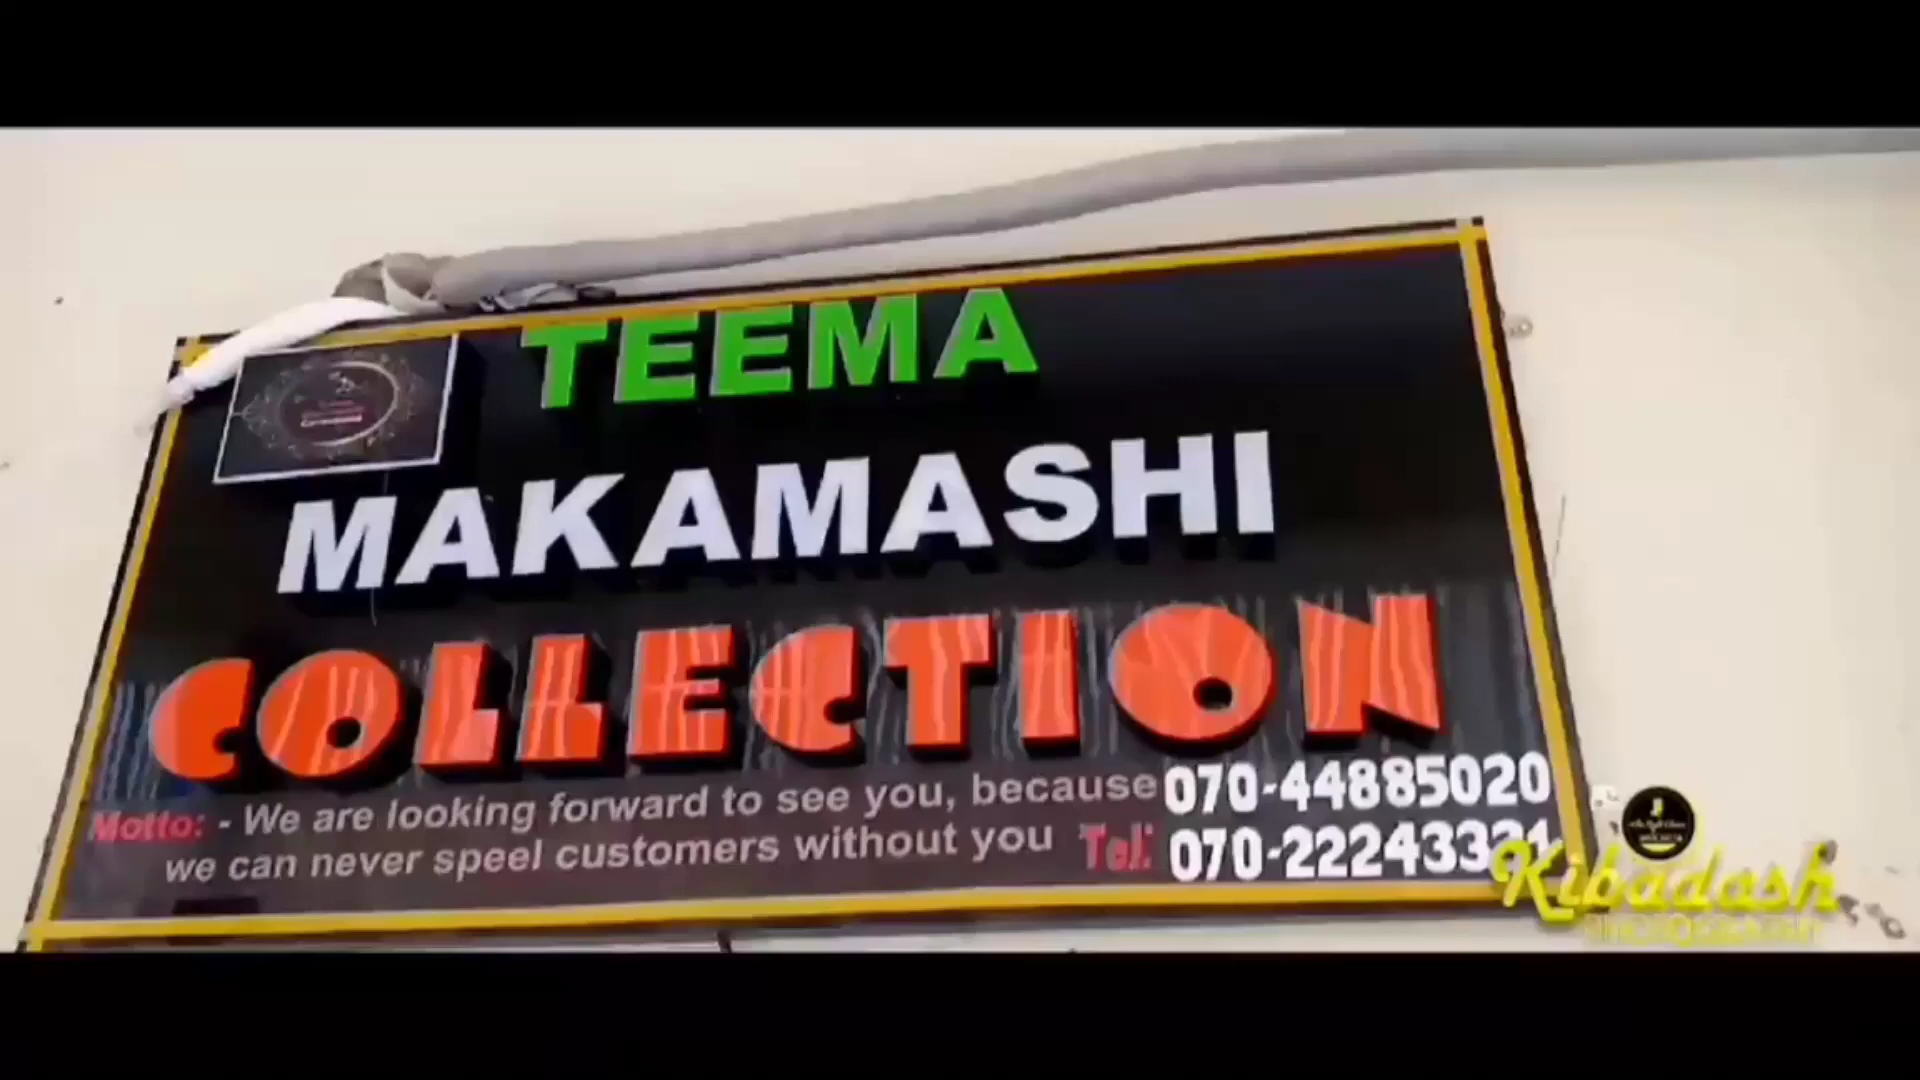 TEEMA
MAKAMASHI
COLLECTION
Motto: - We are looking forward to see you, because
we can never speel customers without you
070-44885020
Tel: 070-22243331
Kibadash